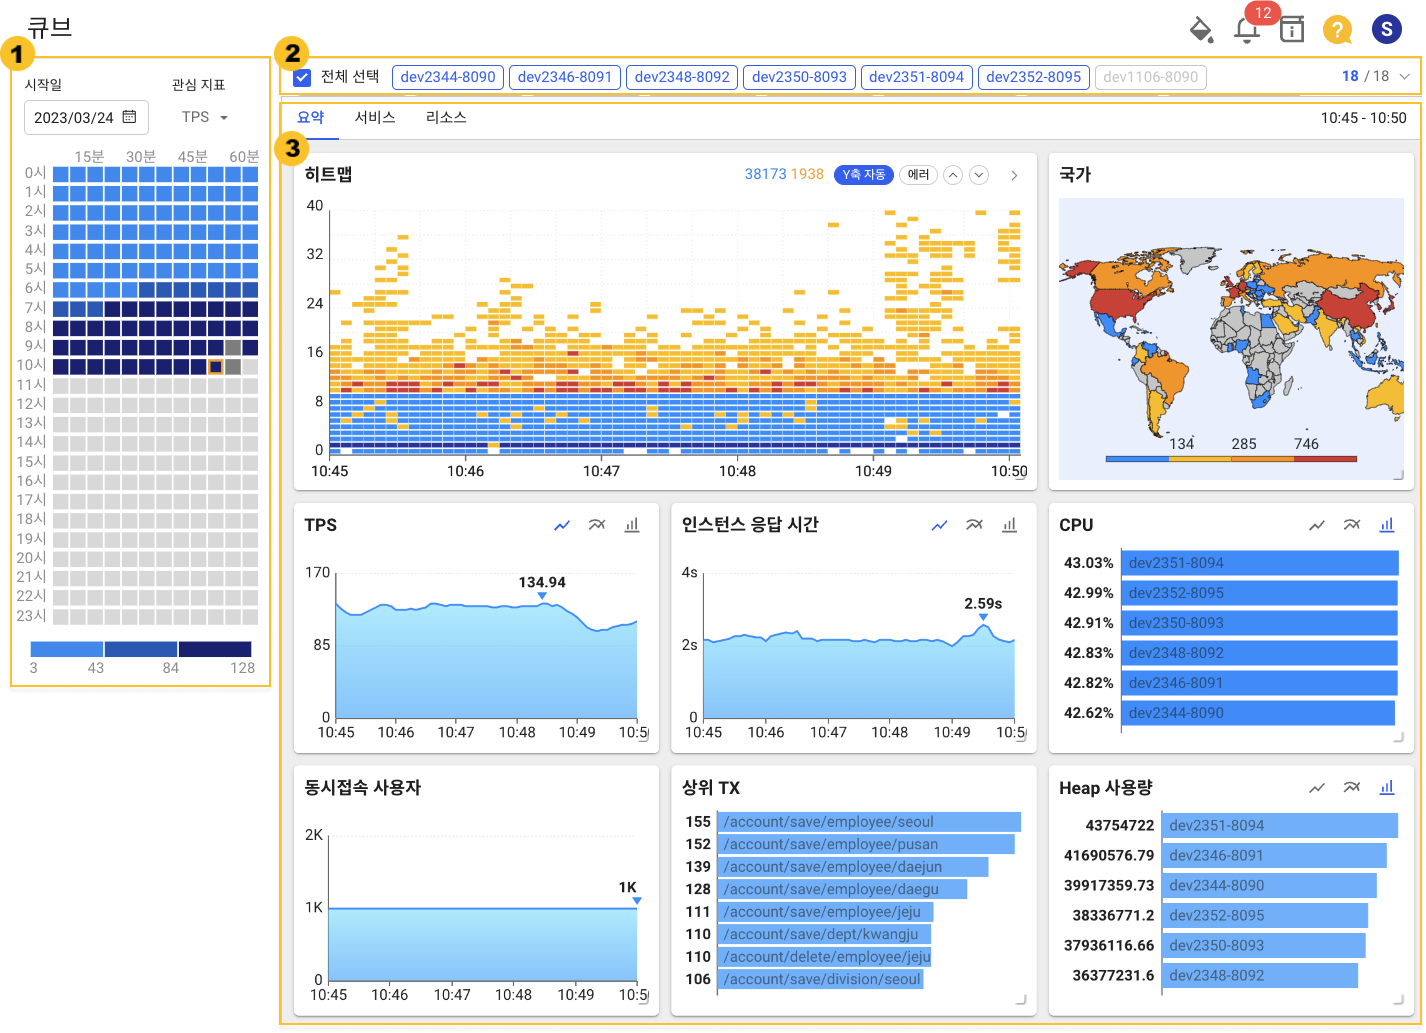 큐브
12
?
S
1
시작일
관심 지표
2023/03/24
TPS
15분 30분 45분 60분
0시
1시
2시
3시
4시
5시
6시
7시
8시
9시
10시
11시
12시
13시
14시
15시
16시
17시
18시
19시
20시
21시
22시
23시
3 43 84 128
2
전체 선택 dev2344-8090 dev2346-8091 dev2348-8092 dev2350-8093 dev2351-8094 dev2352-8095 dev1106-8090 18 / 18
요약 서비스 리소스 10:45 - 10:50
3
히트맵 38173 1938 Y축 자동 에러
40
32
24
16
8
0
10:45 10:46 10:47 10:48 10:49 10:50
국가
134 285 746
TPS
170
134.94
85
0
10:45 10:46 10:47 10:48 10:49 10:5
인스턴스 응답 시간
4s
2.59s
2s
0
10:45 10:46 10:47 10:48 10:49 10:5
CPU
43.03% dev2351-8094
42.99% dev2352-8095
42.91% dev2350-8093
42.83% dev2348-8092
42.82% dev2346-8091
42.62% dev2344-8090
동시접속 사용자
2K
1K
1K
0
10:45 10:46 10:47 10:48 10:49 10:5
상위 TX
155 /account/save/employee/seoul
152 /account/save/employee/pusan
139 /account/save/employee/daejun
128 /account/save/employee/daegu
111 /account/save/employee/jeju
110 /account/save/dept/kwangju
110 /account/delete/employee/jeju
106 /account/save/division/seoul
Heap 사용량
43754722 dev2351-8094
41690576.79 dev2346-8091
39917359.73 dev2344-8090
38336771.2 dev2352-8095
37936116.66 dev2350-8093
36377231.6 dev2348-8092